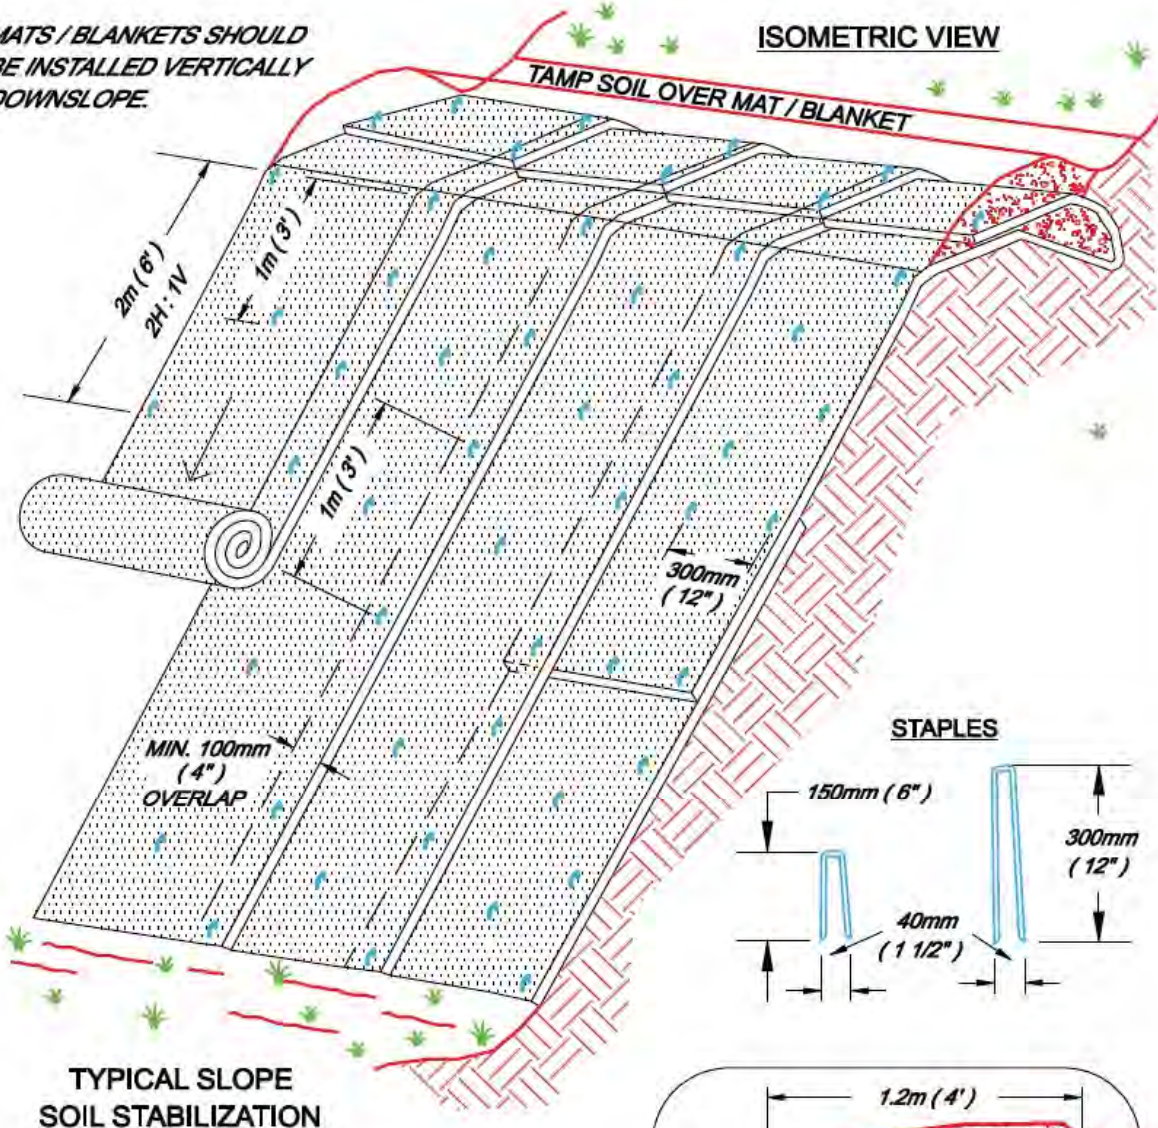 MATS / BLANKETS SHOULD
BE INSTALLED VERTICALLY
DOWNSLOPE.
ISOMETRIC VIEW
TAMP SOIL OVER MAT / BLANKET
2m ( 6' )
2H : 1V
1m ( 3' )
1m ( 3' )
300mm
( 12" )
MIN. 100mm
( 4" )
OVERLAP
STAPLES
150mm ( 6" )
300mm
( 12" )
40mm
( 1 1/2" )
TYPICAL SLOPE
SOIL STABILIZATION
1.2m ( 4' )